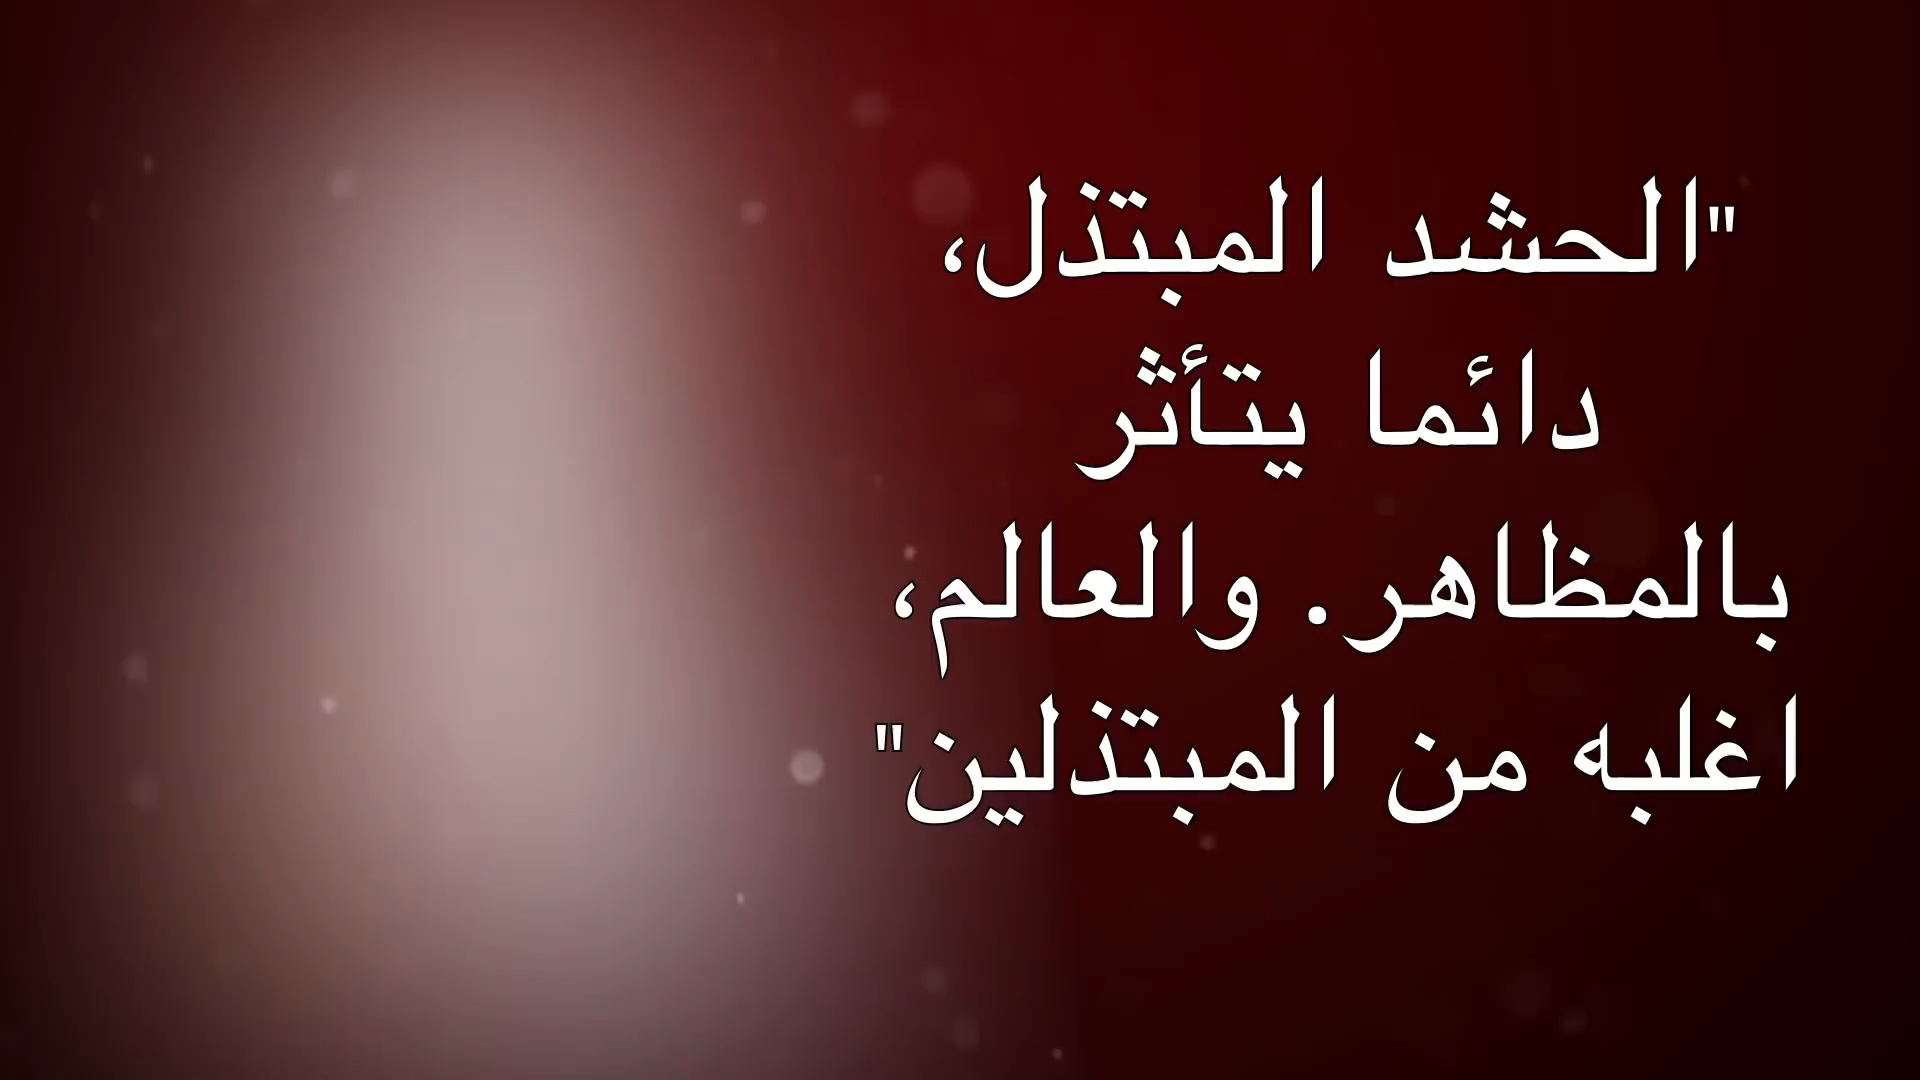 "الحشد المبتذل،
دائما يتأثر
بالمظاهر. والعالم،
اغلبه من المبتذلين"